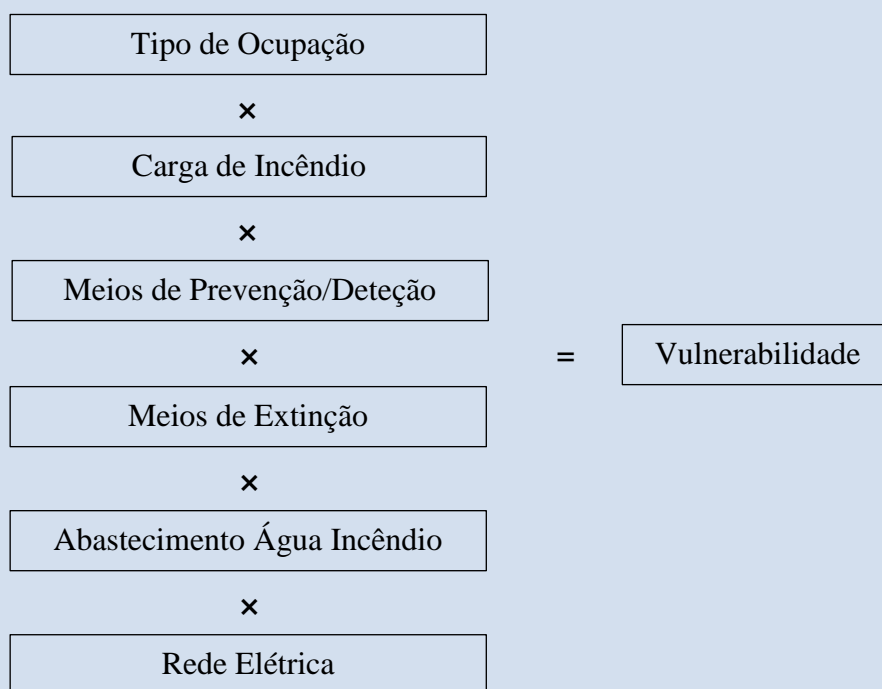 Tipo de Ocupação
×
Carga de Incêndio
×
Meios de Prevenção/Deteção
×
=
Vulnerabilidade
Meios de Extinção
×
Abastecimento Água Incêndio
×
Rede Elétrica